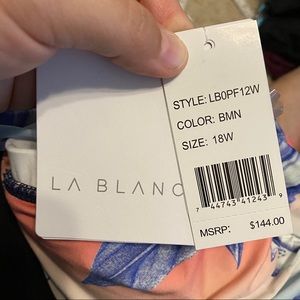 LA BLANC
STYLE: LB0PF12W
COLOR: BMN
SIZE: 18W
7 44743 41243 9
MSRP: $144.00